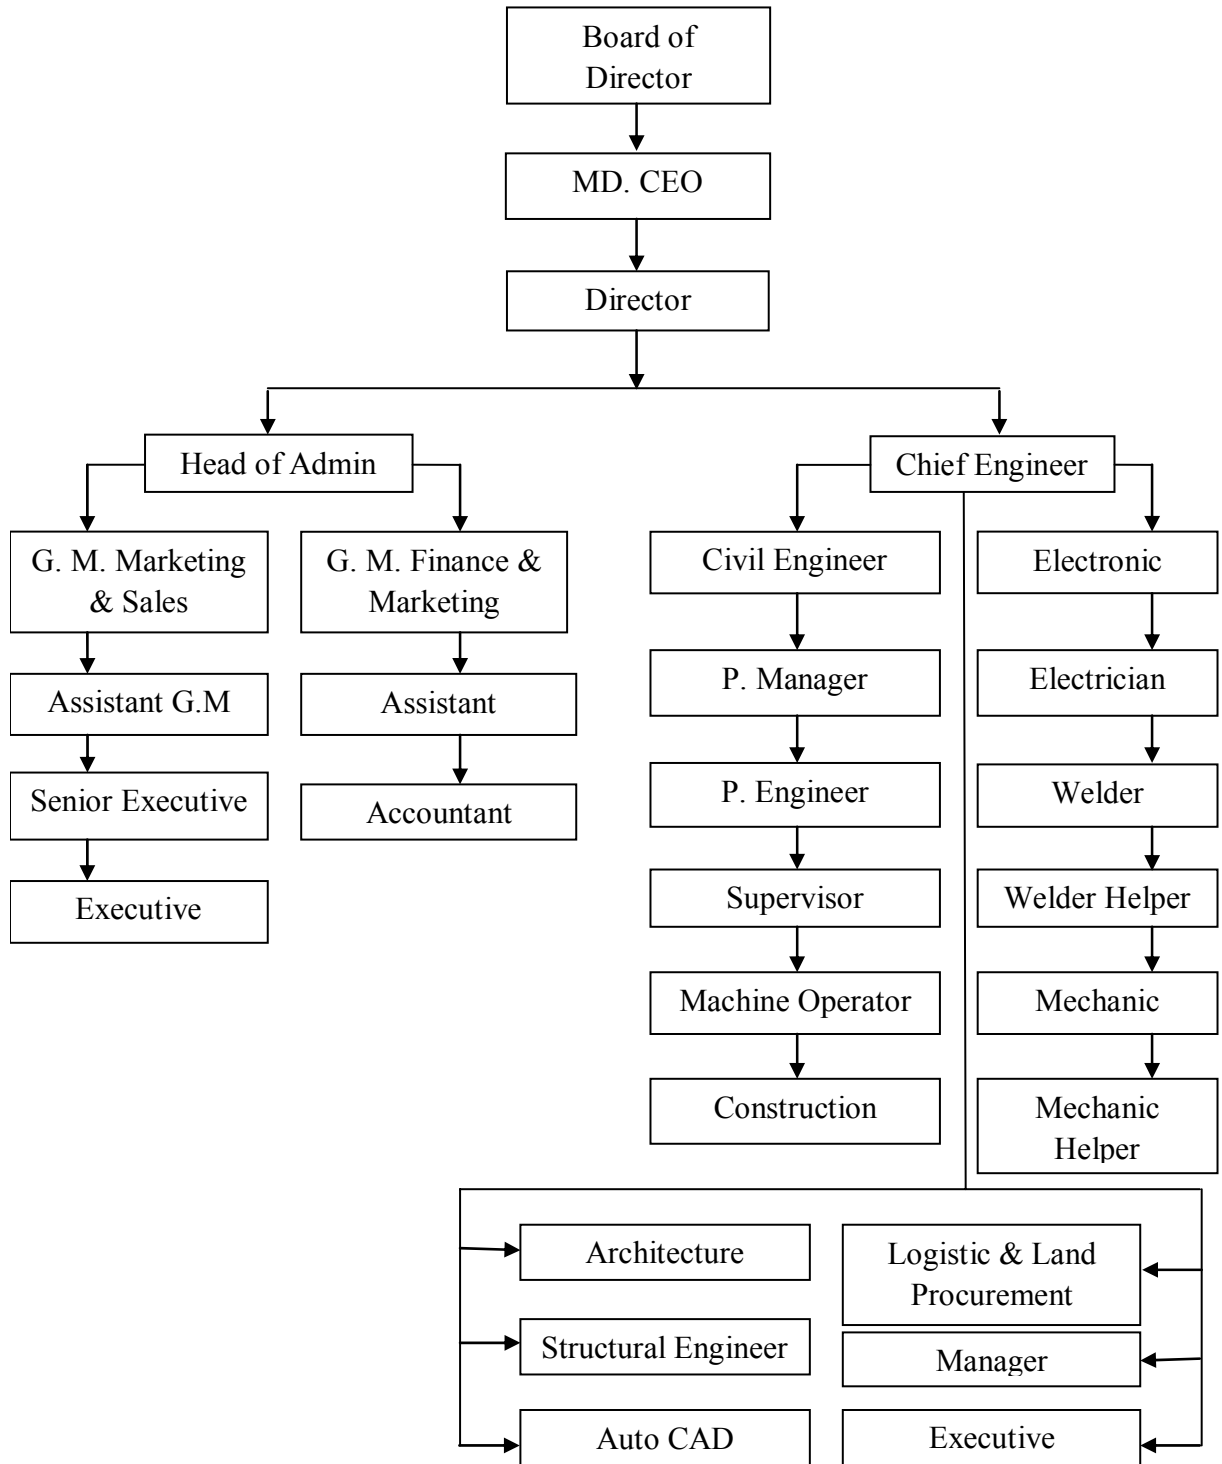 Board of
Director
MD. CEO
Director
Head of Admin
Chief Engineer
G. M. Marketing
& Sales
G. M. Finance &
Marketing
Civil Engineer
Electronic
Assistant G.M
Assistant
P. Manager
Electrician
Senior Executive
Accountant
P. Engineer
Welder
Executive
Supervisor
Welder Helper
Machine Operator
Mechanic
Construction
Mechanic
Helper
Architecture
Logistic & Land
Procurement
Structural Engineer
Manager
Auto CAD
Executive